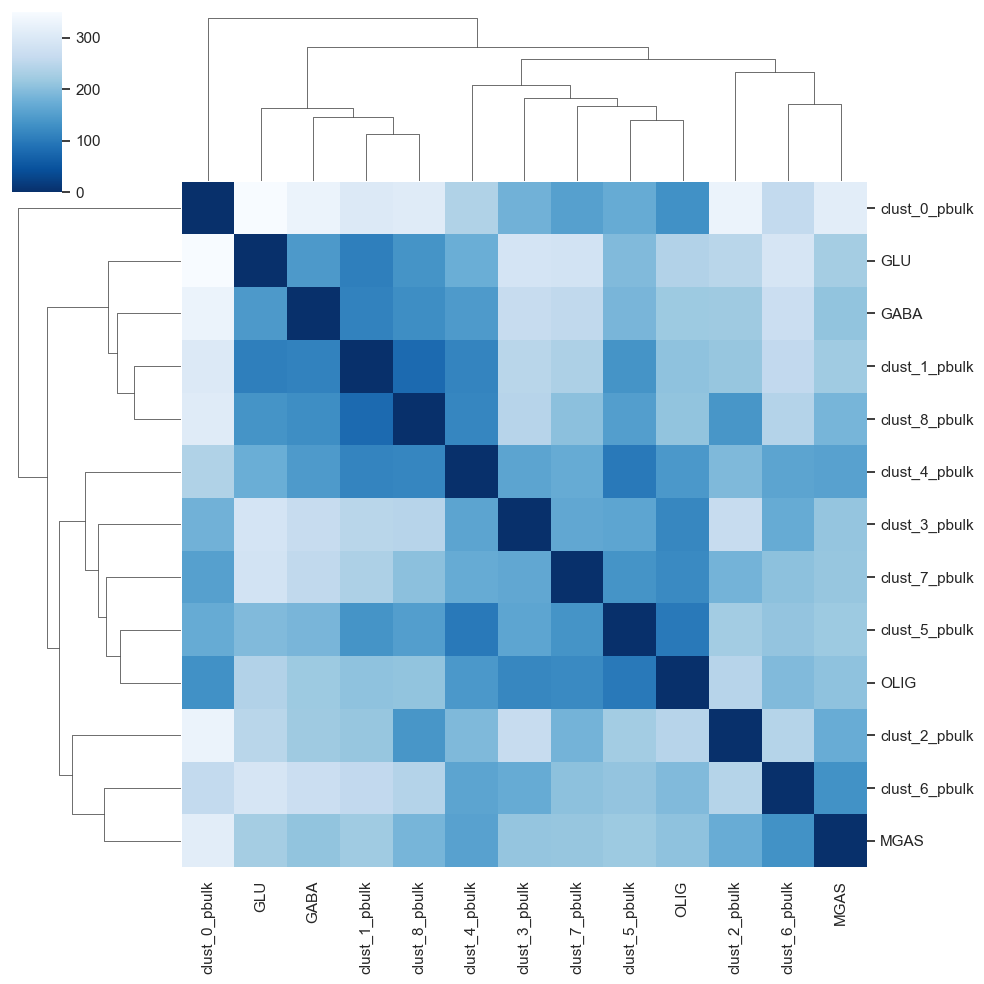 300
200
100
0
clust_0_pbulk
GLU
GABA
clust_1_pbulk
clust_8_pbulk
clust_4_pbulk
clust_3_pbulk
clust_7_pbulk
clust_5_pbulk
OLIG
clust_2_pbulk
clust_6_pbulk
MGAS
clust_0_pbulk
GLU
GABA
clust_1_pbulk
clust_8_pbulk
clust_4_pbulk
clust_3_pbulk
clust_7_pbulk
clust_5_pbulk
OLIG
clust_2_pbulk
clust_6_pbulk
MGAS